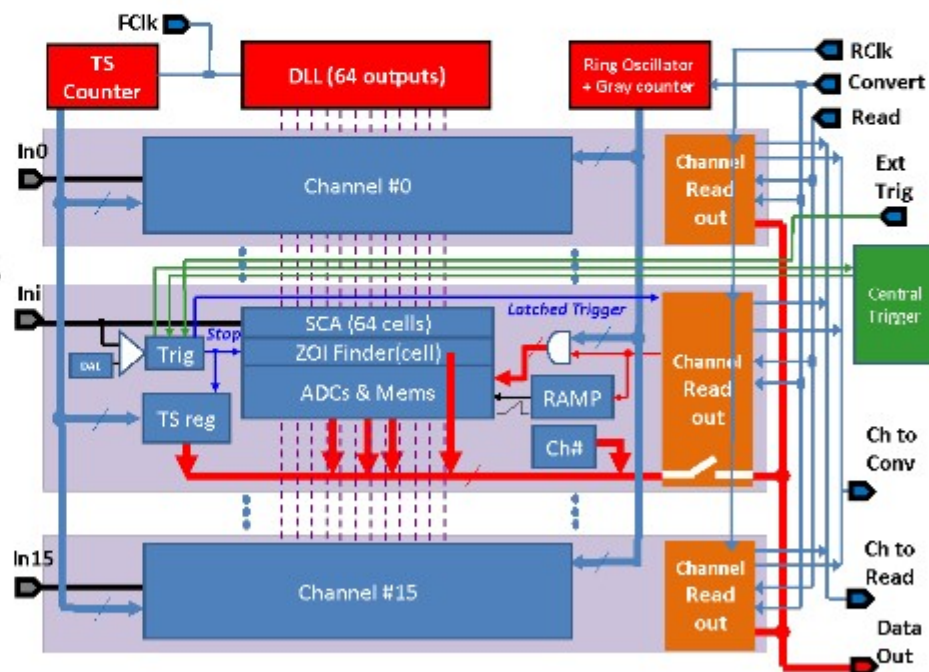 FClk
TS
Counter
DLL (64 outputs)
Ring Oscillator
+ Gray counter
RClk
Convert
Read
In0
Channel #0
Channel
Read
out
Ext
Trig
Ini
Latched Trigger
SCA (64 cells)
Stop
Trig
ZOI Finder(cell)
ADCs & Mems
RAMP
TS reg
Ch#
Channel
Read
out
Central
Trigger
Ch to
Conv
In15
Channel #15
Channel
Read
out
Ch to
Read
Data
Out